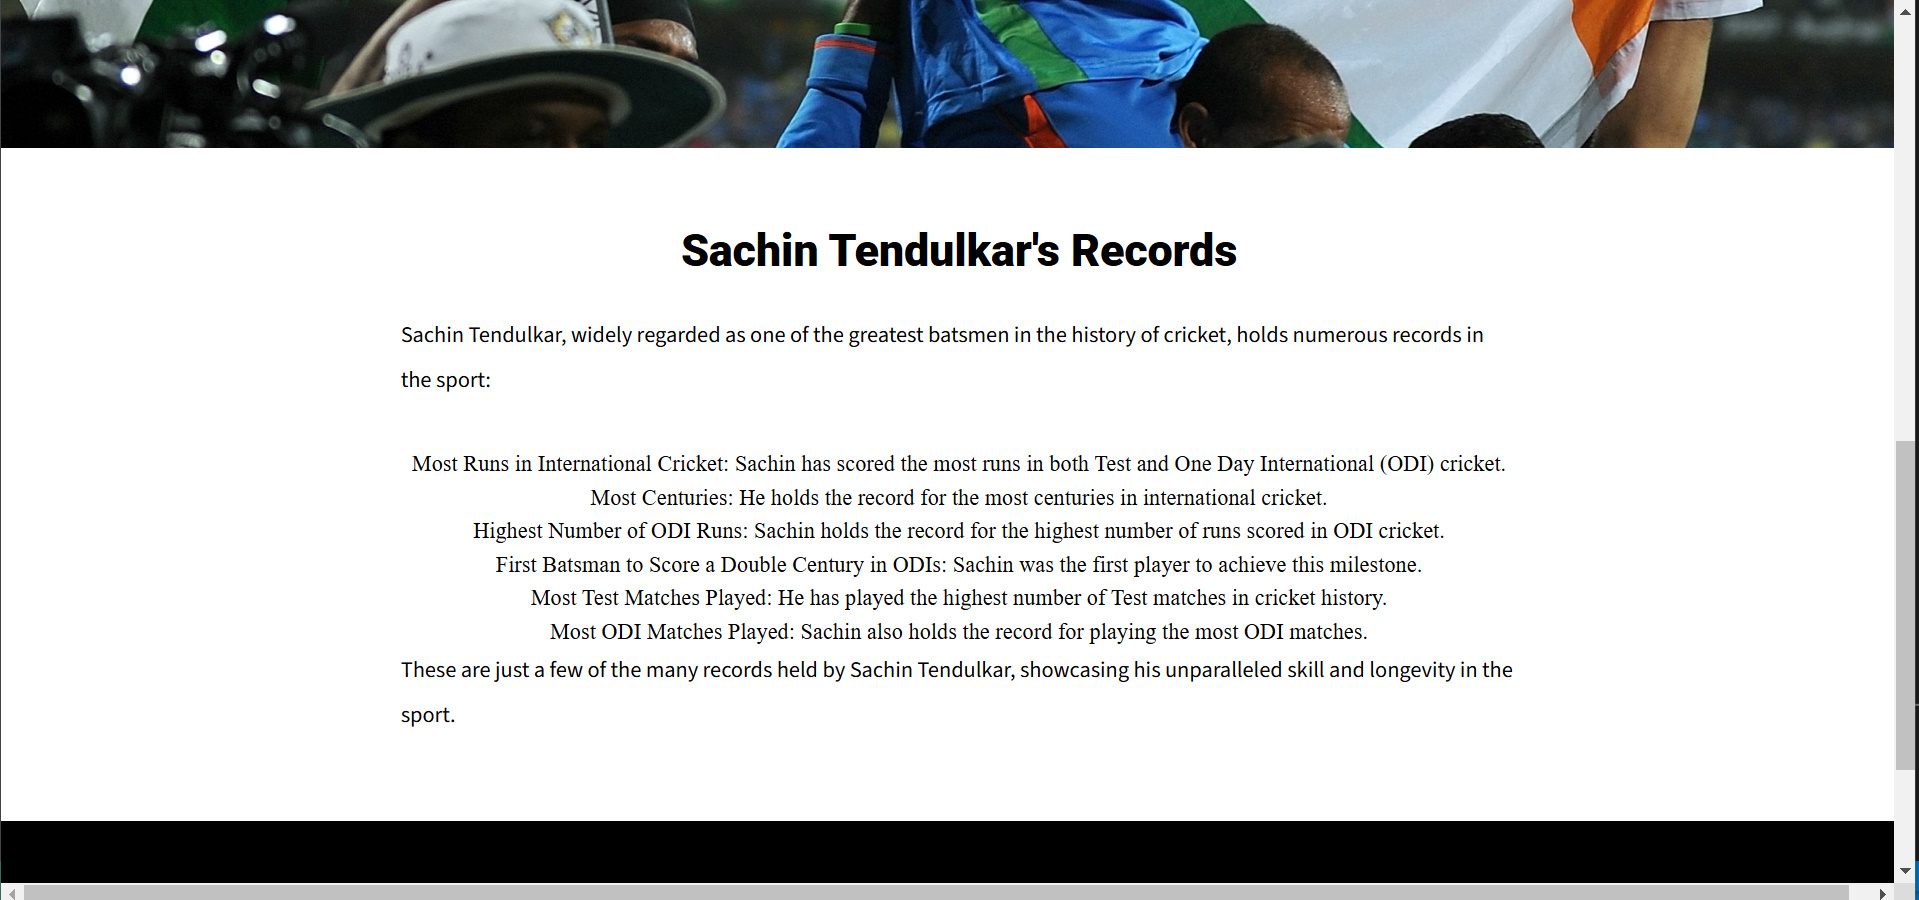 Sachin Tendulkar's Records
Sachin Tendulkar, widely regarded as one of the greatest batsmen in the history of cricket, holds numerous records in
the sport:
Most Runs in International Cricket: Sachin has scored the most runs in both Test and One Day International (ODI) cricket.
Most Centuries: He holds the record for the most centuries in international cricket.
Highest Number of ODI Runs: Sachin holds the record for the highest number of runs scored in ODI cricket.
First Batsman to Score a Double Century in ODIs: Sachin was the first player to achieve this milestone.
Most Test Matches Played: He has played the highest number of Test matches in cricket history.
Most ODI Matches Played: Sachin also holds the record for playing the most ODI matches.
These are just a few of the many records held by Sachin Tendulkar, showcasing his unparalleled skill and longevity in the
sport.